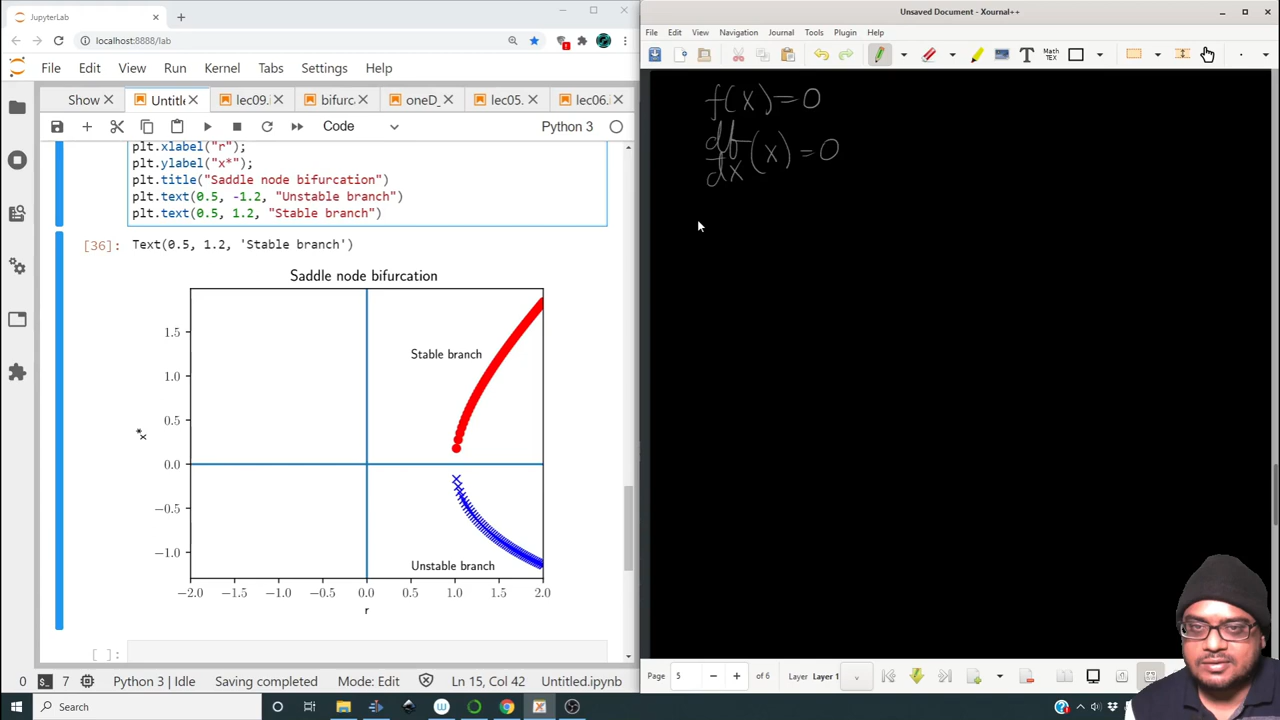 JupyterLab
Unsaved Document - Xournal++
localhost:8888/lab
File Edit View Navigation Journal Tools Plugin Help
File Edit View Run Kernel Tabs Settings Help
Math TEX T
Show Untitle lec09.i bifurc oneD_ lec05. lec06.i
Code Python 3
plt.xlabel("r");
plt.ylabel("x*");
plt.title("Saddle node bifurcation")
plt.text(0.5, -1.2, "Unstable branch")
plt.text(0.5, 1.2, "Stable branch")
[36]: Text(0.5, 1.2, 'Stable branch')
Saddle node bifurcation
1.5
Stable branch
1.0
0.5
x*
0.0
−0.5
−1.0
Unstable branch
−2.0 −1.5 −1.0 −0.5 0.0 0.5 1.0 1.5 2.0
r
[ ]:
f(x)=0
df/dx (x)=0
0 7 Python 3 | Idle Saving completed Mode: Edit Ln 15, Col 42 Untitled.ipynb
Page 5 of 6 Layer Layer 1
Search